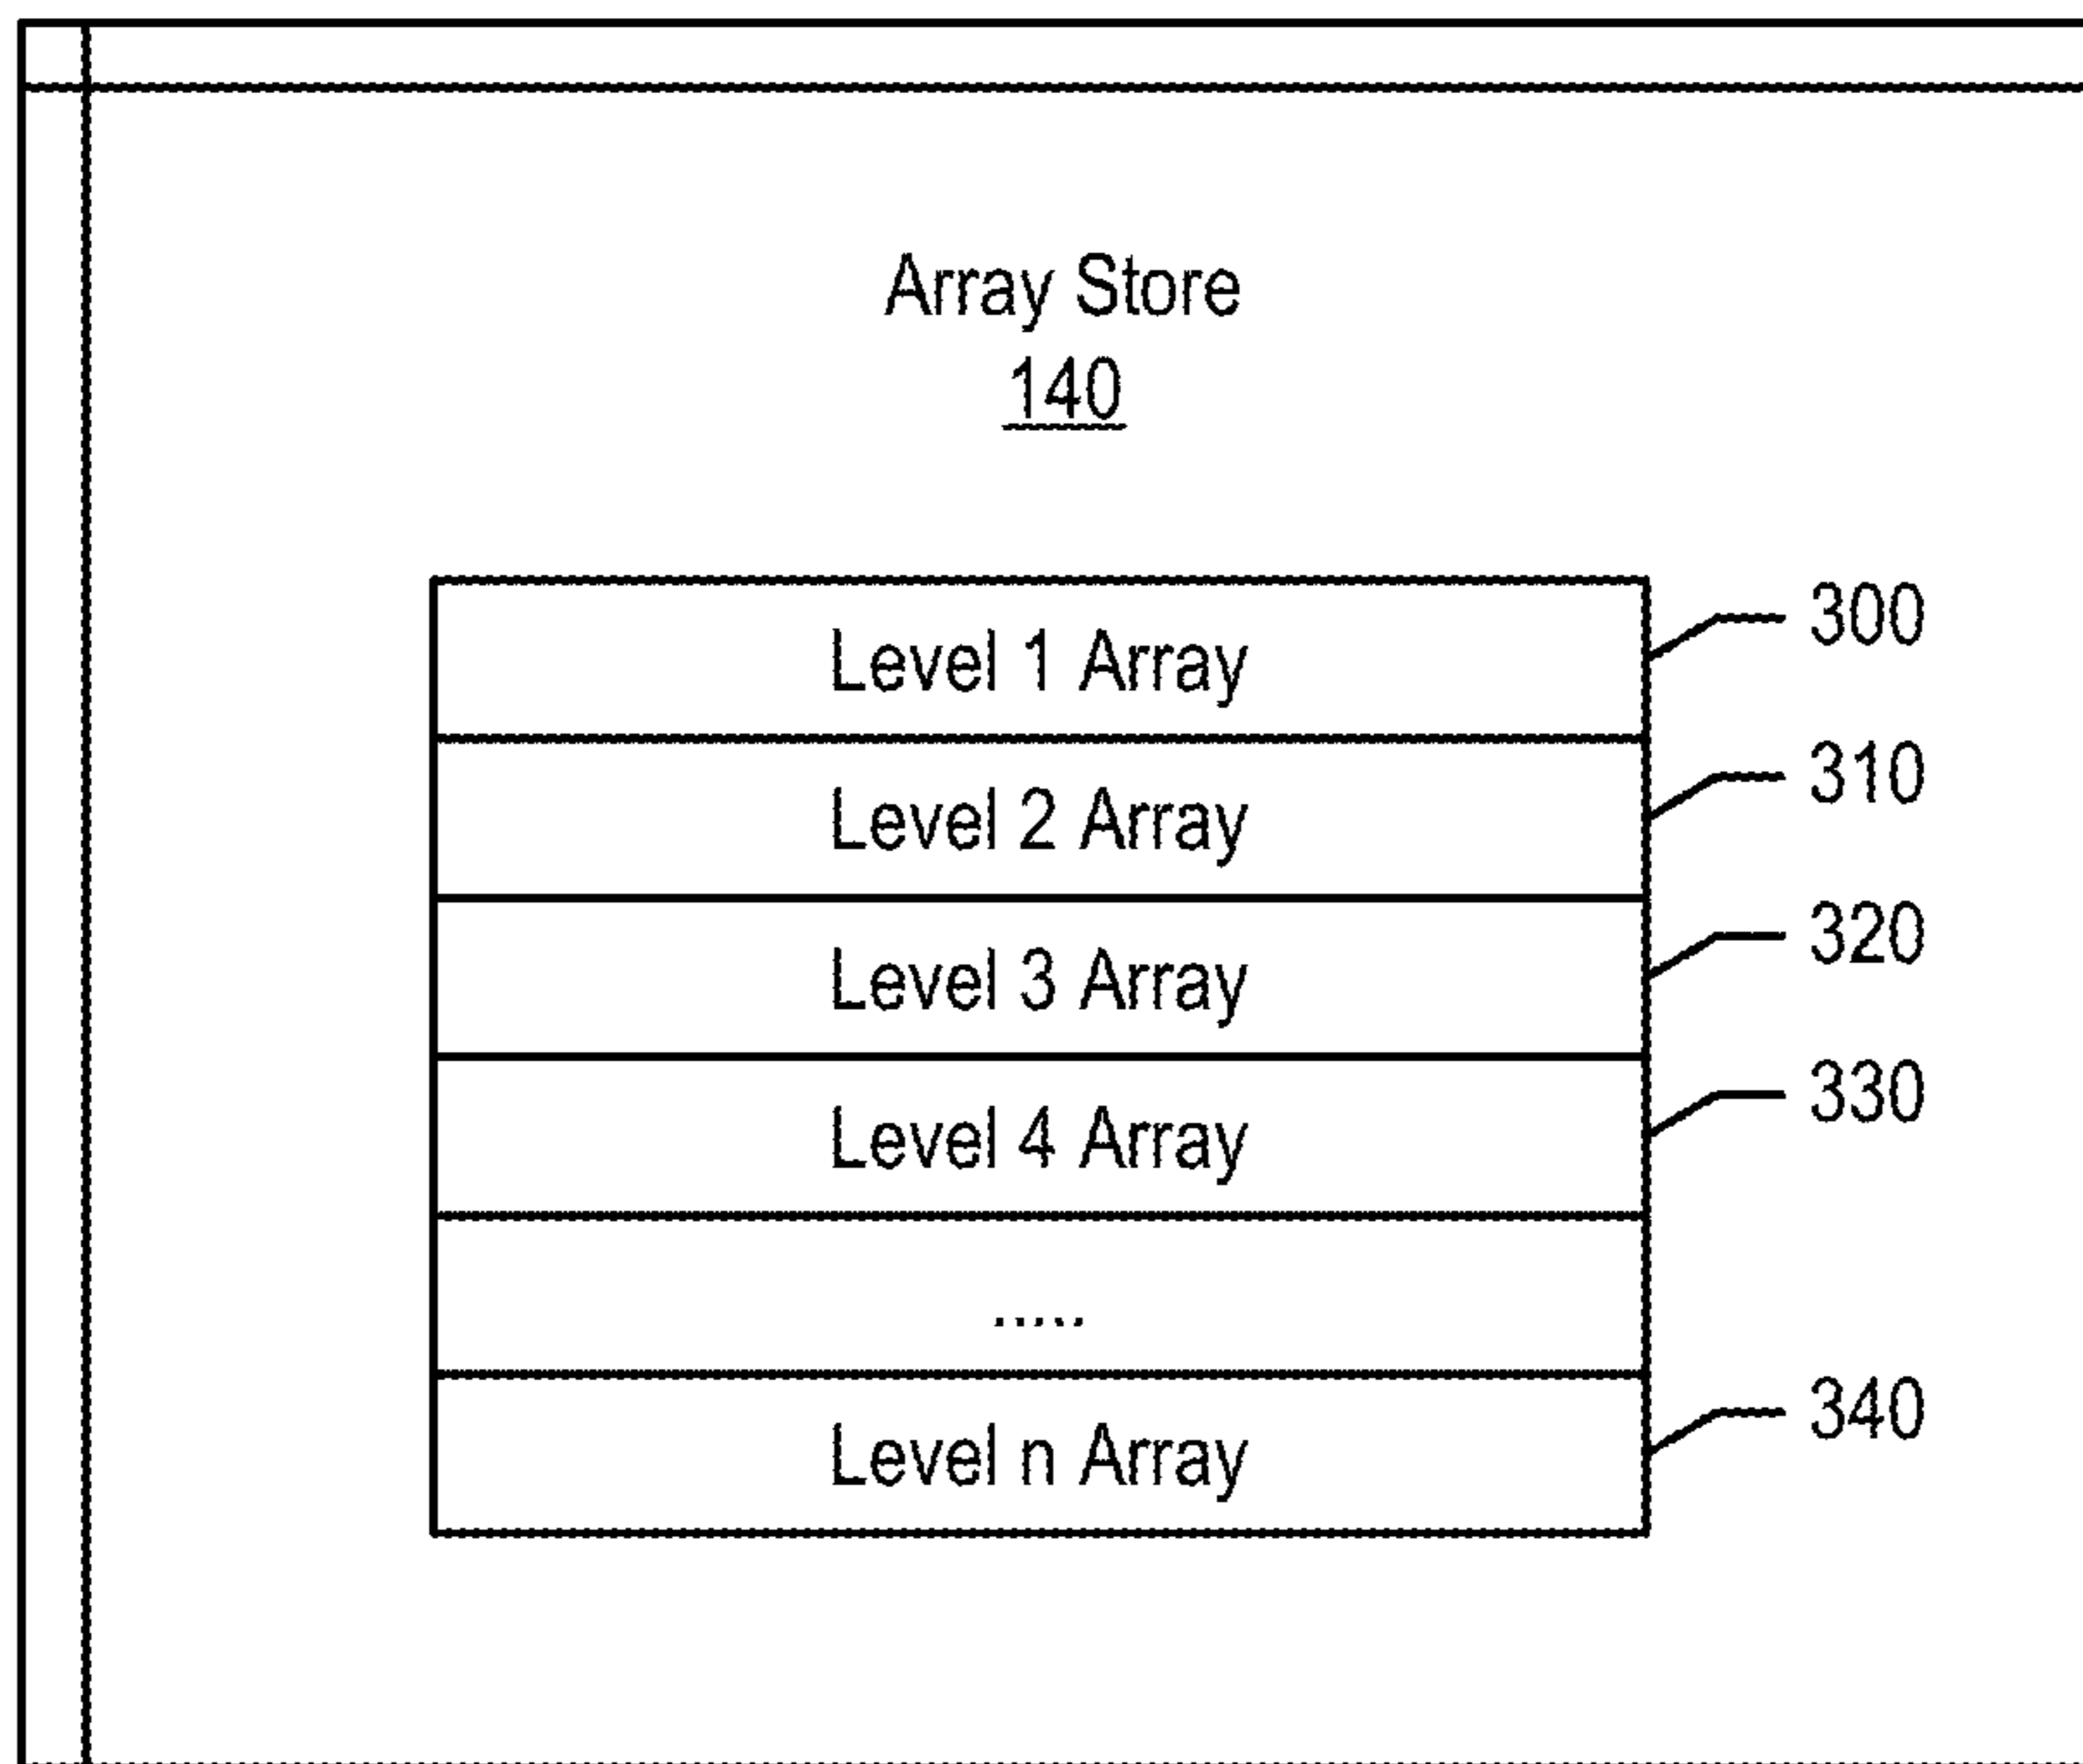 Array Store
140
Level 1 Array 300
Level 2 Array 310
Level 3 Array 320
Level 4 Array 330
.....
Level n Array 340